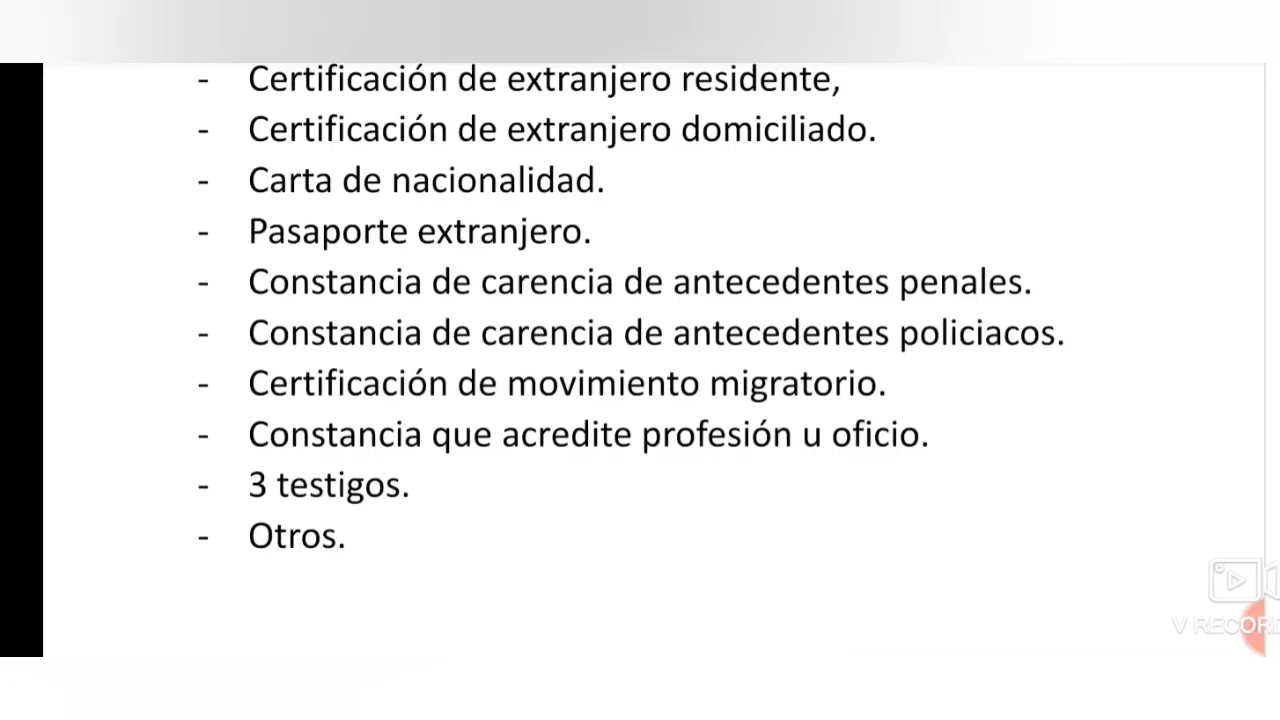 - Certificación de extranjero residente,
- Certificación de extranjero domiciliado.
- Carta de nacionalidad.
- Pasaporte extranjero.
- Constancia de carencia de antecedentes penales.
- Constancia de carencia de antecedentes policiacos.
- Certificación de movimiento migratorio.
- Constancia que acredite profesión u oficio.
- 3 testigos.
- Otros.
V RECORD